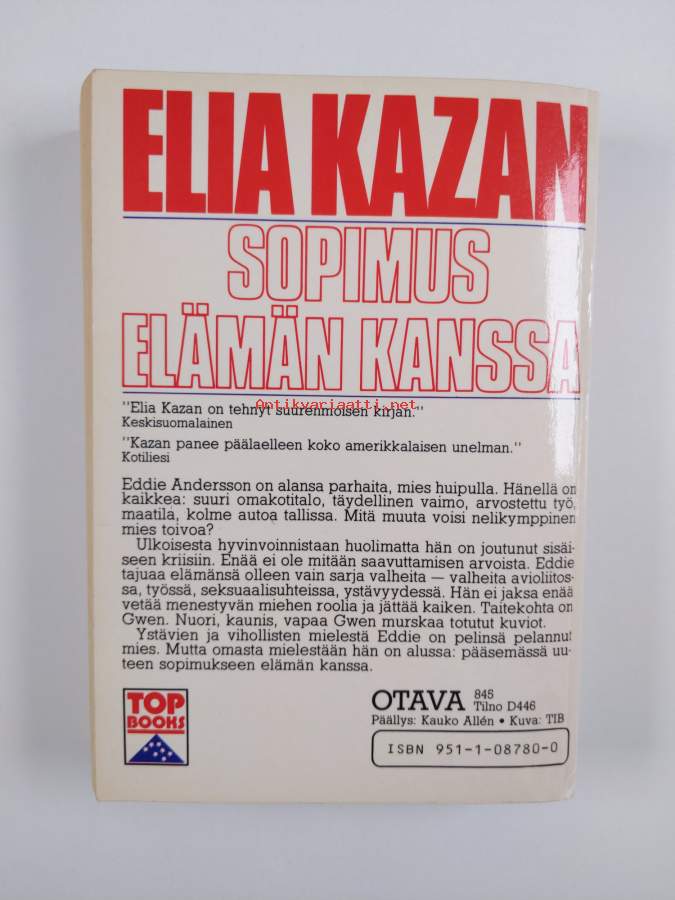 ELIA KAZAN
SOPIMUS
ELÄMÄN KANSSA
Antikvariaatti.net
"Elia Kazan on tehnyt suurenmoisen kirjan."
Keskisuomalainen
"Kazan panee päälaelleen koko amerikkalaisen unelman."
Kotiliesi
Eddie Andersson on alansa parhaita, mies huipulla. Hänellä on
kaikkea: suuri omakotitalo, täydellinen vaimo, arvostettu työ,
maatila, kolme autoa tallissa. Mitä muuta voisi nelikymppinen
mies toivoa?
Ulkoisesta hyvinvoinnistaan huolimatta hän on joutunut sisäi-
seen kriisiin. Enää ei ole mitään saavuttamisen arvoista. Eddie
tajuaa elämänsä olleen vain sarja valheita — valheita avioliitos-
sa, työssä, seksuaalisuhteissa, ystävyydessä. Hän ei jaksa enää
vetää menestyvän miehen roolia ja jättää kaiken. Taitekohta on
Gwen. Nuori, kaunis, vapaa Gwen murskaa totutut kuviot.
Ystävien ja vihollisten mielestä Eddie on pelinsä pelannut
mies. Mutta omasta mielestään hän on alussa: pääsemässä uu-
teen sopimukseen elämän kanssa.
TOP
BOOKS
OTAVA 845
Tilno D446
Päällys: Kauko Allén • Kuva: TIB
ISBN 951-1-08780-0